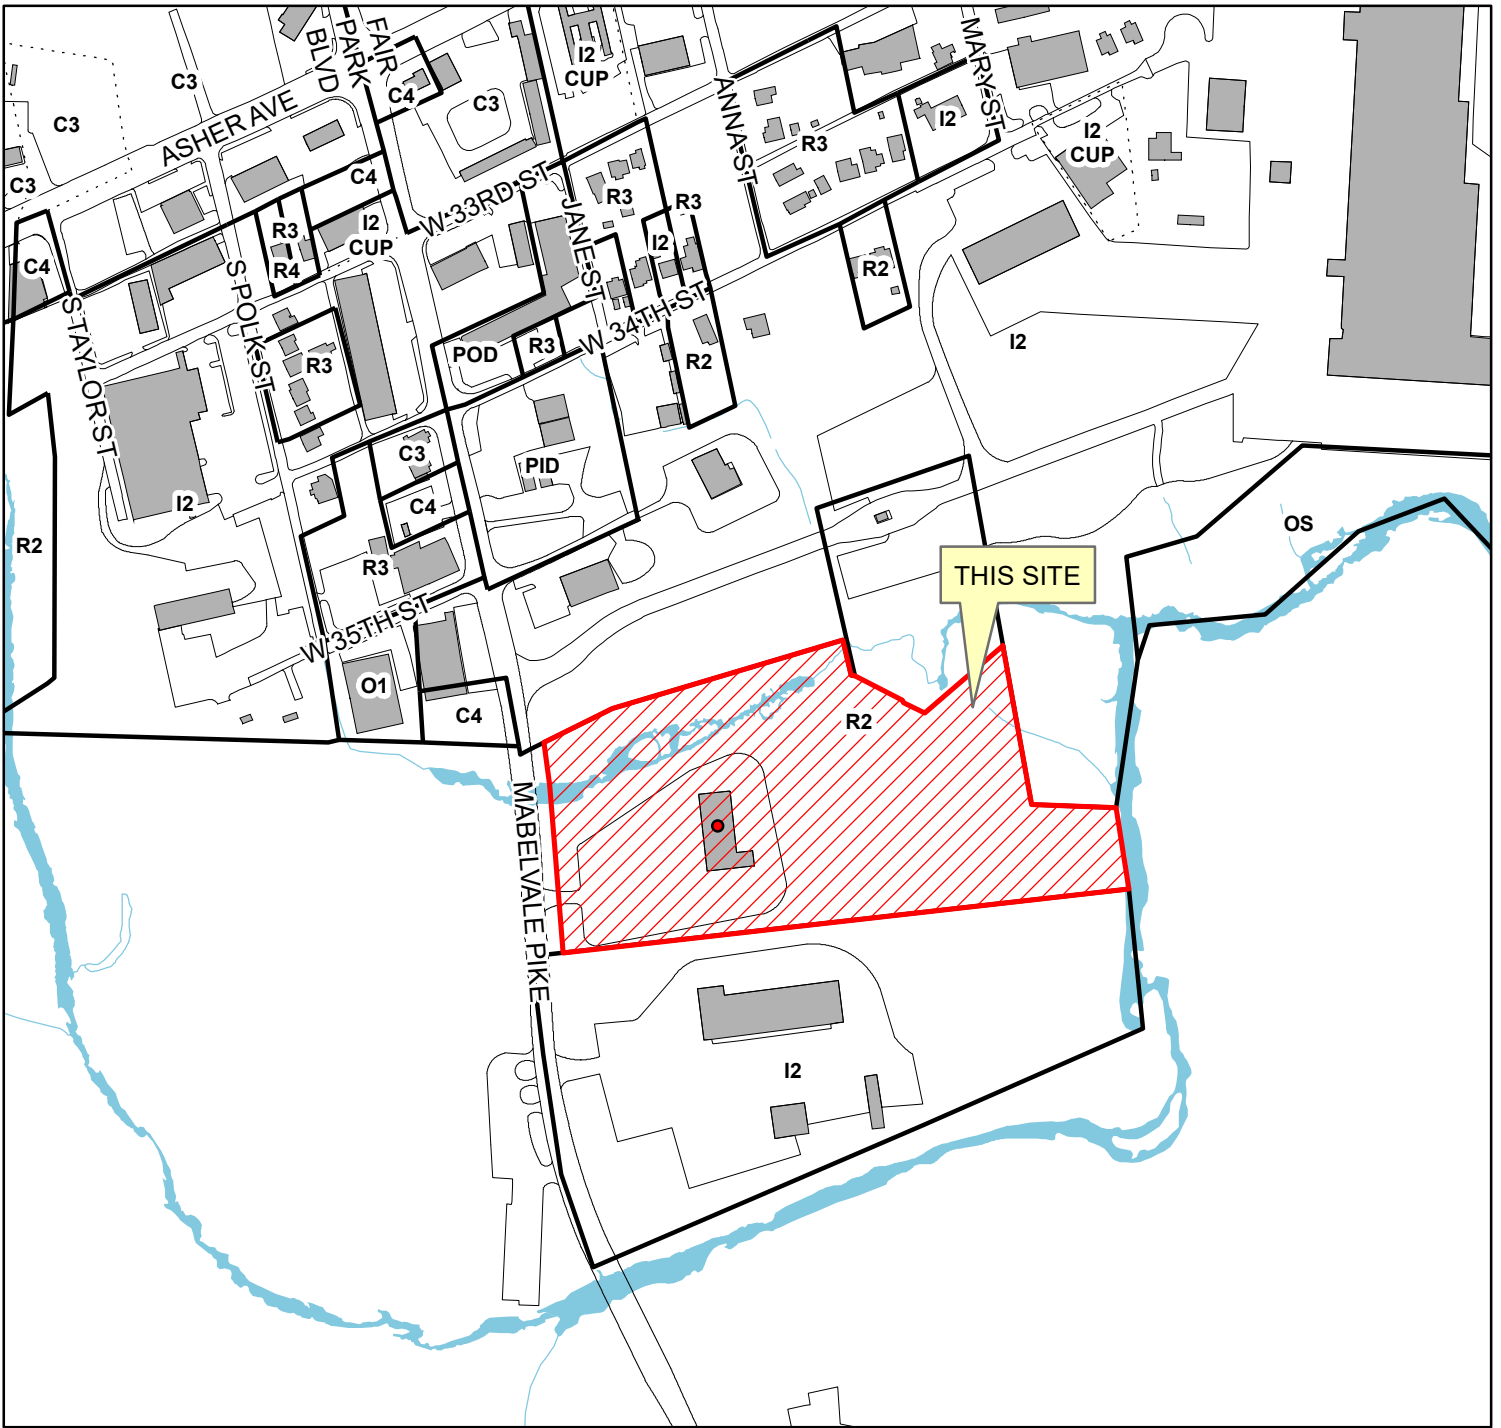 FAIR
PARK
BLVD
I2
CUP
MARY ST
C3
C4
C3
C3
ASHER AVE
ANNA ST
I2
I2
CUP
R3
C3
C4
W 33RD ST
R3
R3
JANE ST
R3
I2
CUP
I2
C4
S POLK ST
R4
R2
S TAYLOR ST
W 34TH ST
I2
POD
R3
R3
R2
C3
PID
I2
C4
OS
R2
R3
THIS SITE
W 35TH ST
O1
C4
R2
MABELVALE PIKE
I2